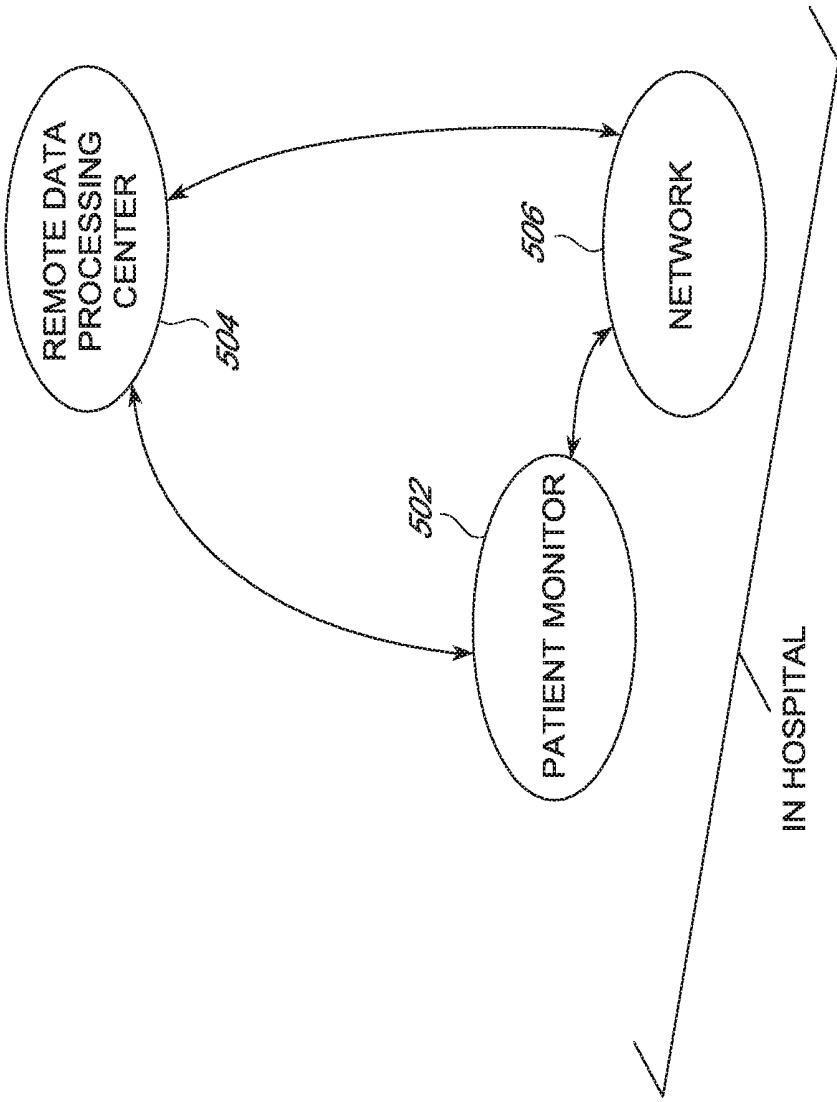 REMOTE DATA
PROCESSING
CENTER
504
506
NETWORK
502
PATIENT MONITOR
IN HOSPITAL